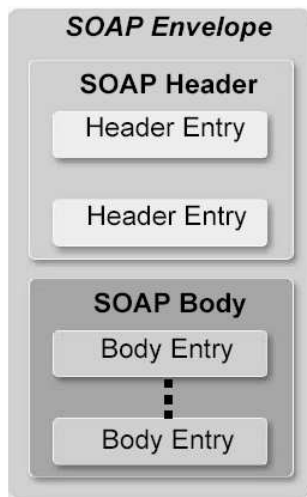 SOAP Envelope
SOAP Header
Header Entry
Header Entry
SOAP Body
Body Entry
Body Entry